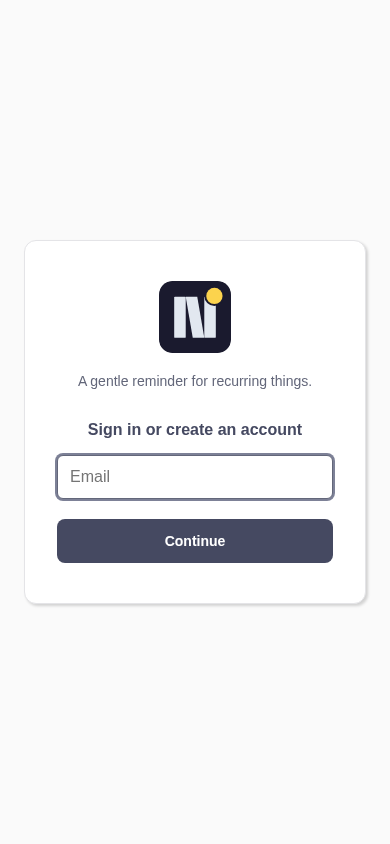 N
A gentle reminder for recurring things.
Sign in or create an account
Email
Continue